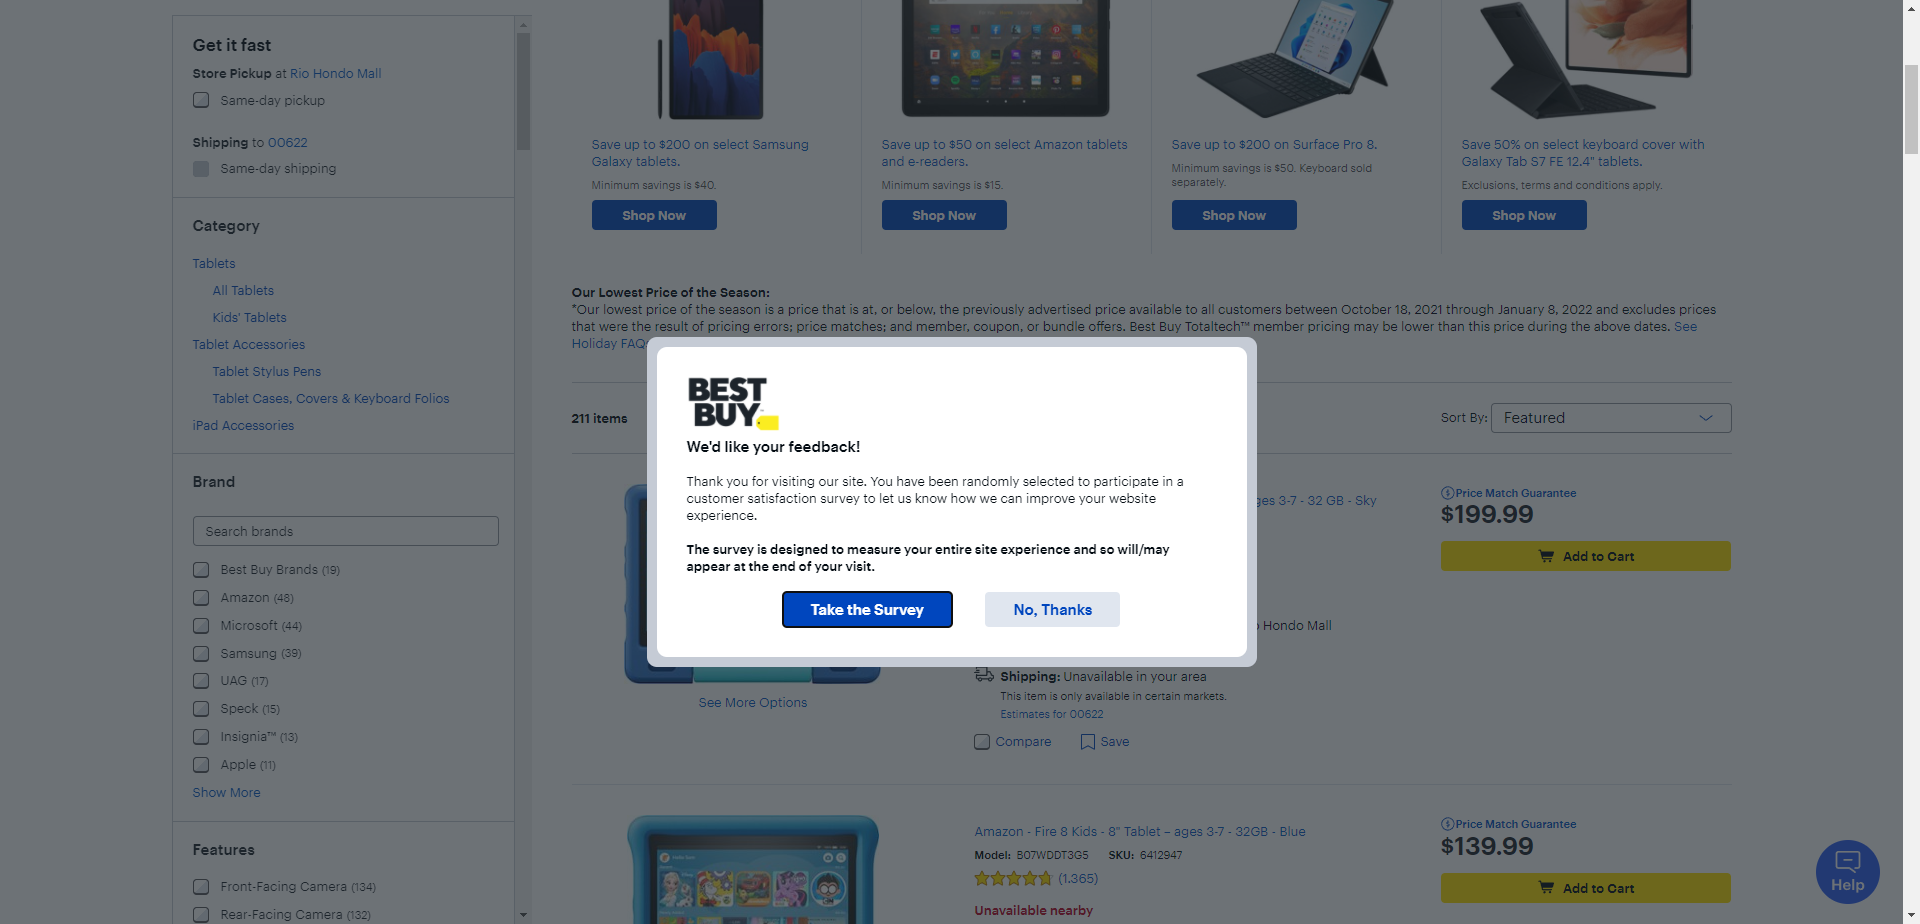 Get it fast
Store Pickup at Rio Hondo Mall
Same-day pickup
Shipping to 00622
Same-day shipping
Category
Tablets
All Tablets
Kids' Tablets
Tablet Accessories
Tablet Stylus Pens
Tablet Cases, Covers & Keyboard Folios
iPad Accessories
Brand
Search brands
Best Buy Brands (19)
Amazon (48)
Microsoft (44)
Samsung (39)
UAG (17)
Speck (15)
Insignia™ (13)
Apple (11)
Show More
Features
Front-Facing Camera (134)
Rear-Facing Camera (132)
Save up to $200 on select Samsung
Galaxy tablets.
Minimum savings is $40.
Shop Now
Save up to $50 on select Amazon tablets
and e-readers.
Minimum savings is $15.
Shop Now
Save up to $200 on Surface Pro 8.
Minimum savings is $50. Keyboard sold
separately.
Shop Now
Save 50% on select keyboard cover with
Galaxy Tab S7 FE 12.4" tablets.
Exclusions, terms and conditions apply.
Shop Now
Our Lowest Price of the Season:
*Our lowest price of the season is a price that is at, or below, the previously advertised price available to all customers between October 18, 2021 through January 8, 2022 and excludes prices
that were the result of pricing errors; price matches; and member, coupon, or bundle offers. Best Buy Totaltech™ member pricing may be lower than this price during the above dates. See
Holiday FAQ
211 items
Sort By: Featured
BEST
BUY
We'd like your feedback!
Thank you for visiting our site. You have been randomly selected to participate in a
customer satisfaction survey to let us know how we can improve your website
experience.
The survey is designed to measure your entire site experience and so will/may
appear at the end of your visit.
Take the Survey
No, Thanks
ges 3-7 - 32 GB - Sky
Hondo Mall
Price Match Guarantee
$199.99
Add to Cart
See More Options
Shipping: Unavailable in your area
This item is only available in certain markets.
Estimates for 00622
Compare
Save
Amazon - Fire 8 Kids - 8" Tablet – ages 3-7 - 32GB - Blue
Model: B07WDDT3G5 SKU: 6412947
(1,365)
Unavailable nearby
Price Match Guarantee
$139.99
Add to Cart
Help